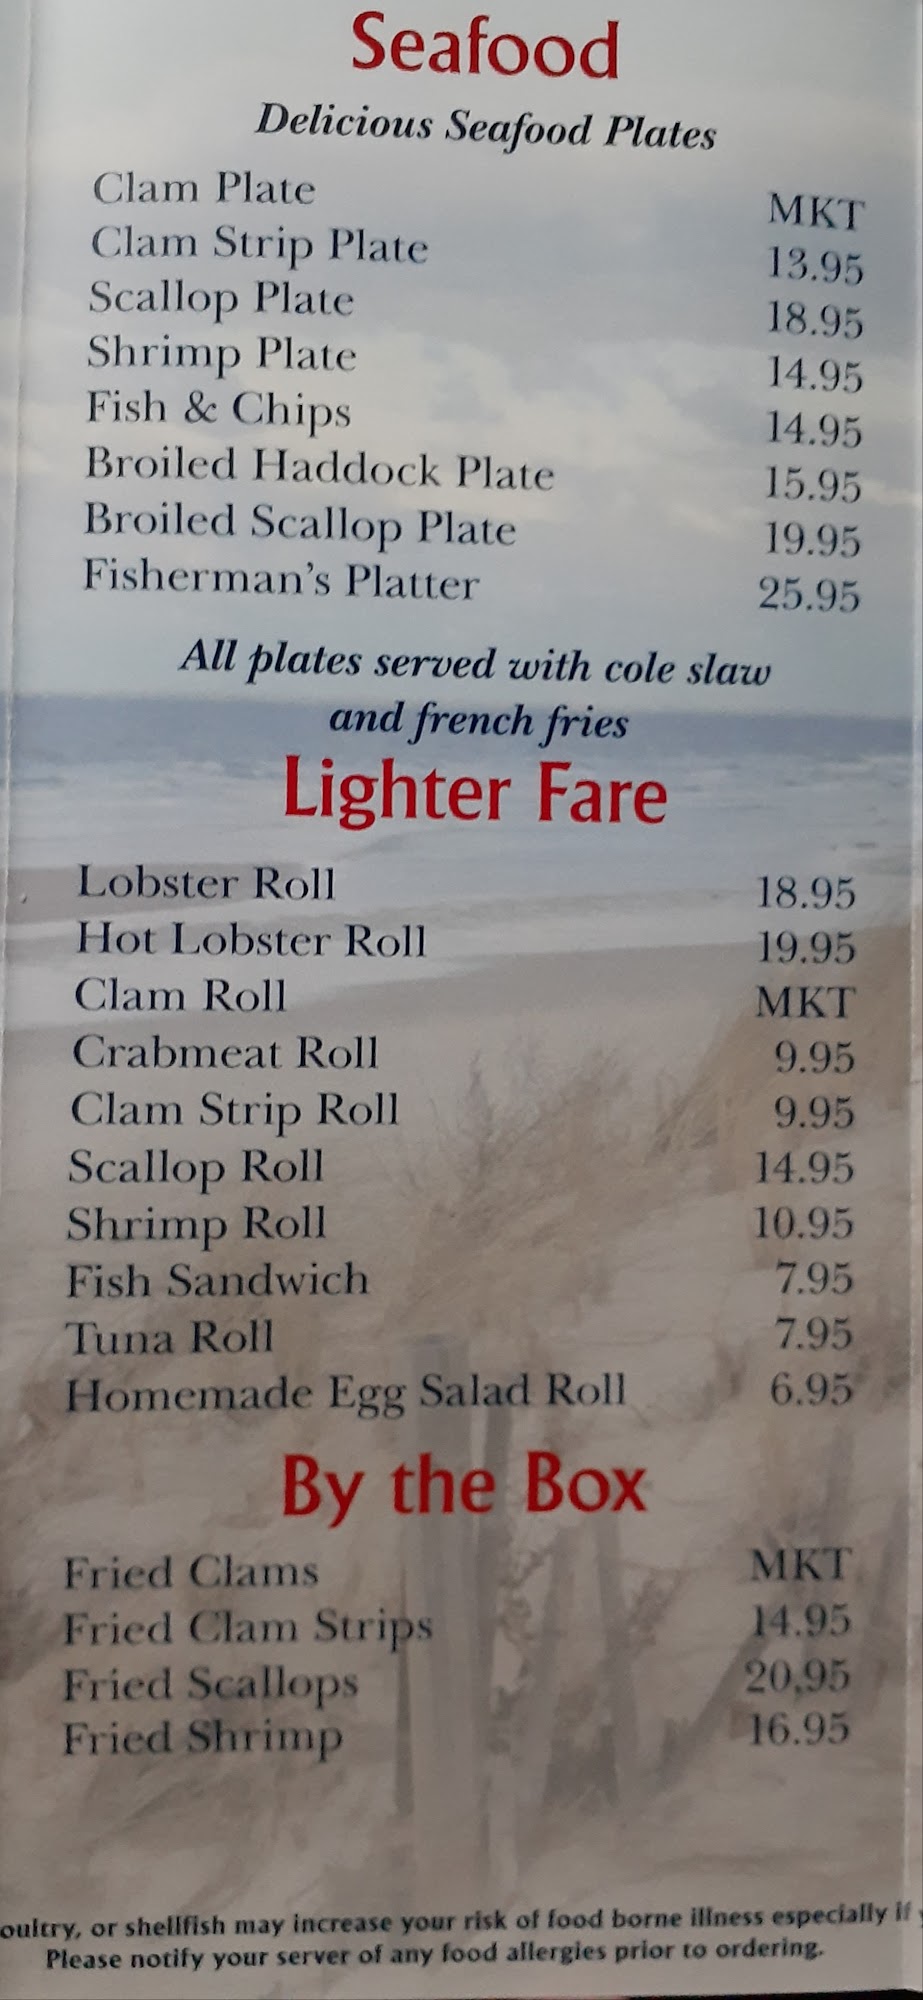 Seafood
Delicious Seafood Plates
Clam Plate MKT
Clam Strip Plate 13.95
Scallop Plate 18.95
Shrimp Plate 14.95
Fish & Chips 14.95
Broiled Haddock Plate 15.95
Broiled Scallop Plate 19.95
Fisherman's Platter 25.95
All plates served with cole slaw
and french fries
Lighter Fare
Lobster Roll 18.95
Hot Lobster Roll 19.95
Clam Roll MKT
Crabmeat Roll 9.95
Clam Strip Roll 9.95
Scallop Roll 14.95
Shrimp Roll 10.95
Fish Sandwich 7.95
Tuna Roll 7.95
Homemade Egg Salad Roll 6.95
By the Box
Fried Clams MKT
Fried Clam Strips 14.95
Fried Scallops 20,95
Fried Shrimp 16.95
oultry, or shellfish may increase your risk of food borne illness especially if
Please notify your server of any food allergies prior to ordering.